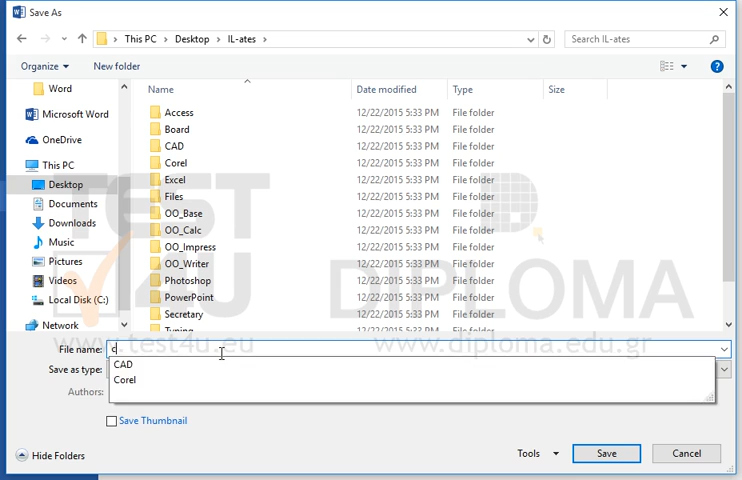 Save As
This PC > Desktop > IL-ates >
Search IL-ates
Organize
New folder
Name
Date modified
Type
Size
Word
Microsoft Word
OneDrive
This PC
Desktop
Documents
Downloads
Music
Pictures
Videos
Local Disk (C:)
Network
Access 12/22/2015 5:33 PM File folder
Board 12/22/2015 5:33 PM File folder
CAD 12/22/2015 5:33 PM File folder
Corel 12/22/2015 5:33 PM File folder
Excel 12/22/2015 5:33 PM File folder
Files 12/22/2015 5:33 PM File folder
OO_Base 12/22/2015 5:33 PM File folder
OO_Calc 12/22/2015 5:33 PM File folder
OO_Impress 12/22/2015 5:33 PM File folder
OO_Writer 12/22/2015 5:33 PM File folder
Photoshop 12/22/2015 5:33 PM File folder
PowerPoint 12/22/2015 5:33 PM File folder
Secretary 12/22/2015 5:33 PM File folder
Tuning
TEST
4U
DIPLOMA
www.test4u.eu
www.diploma.edu.gr
File name: c
CAD
Corel
Save as type:
Authors:
Save Thumbnail
Hide Folders
Tools
Save
Cancel